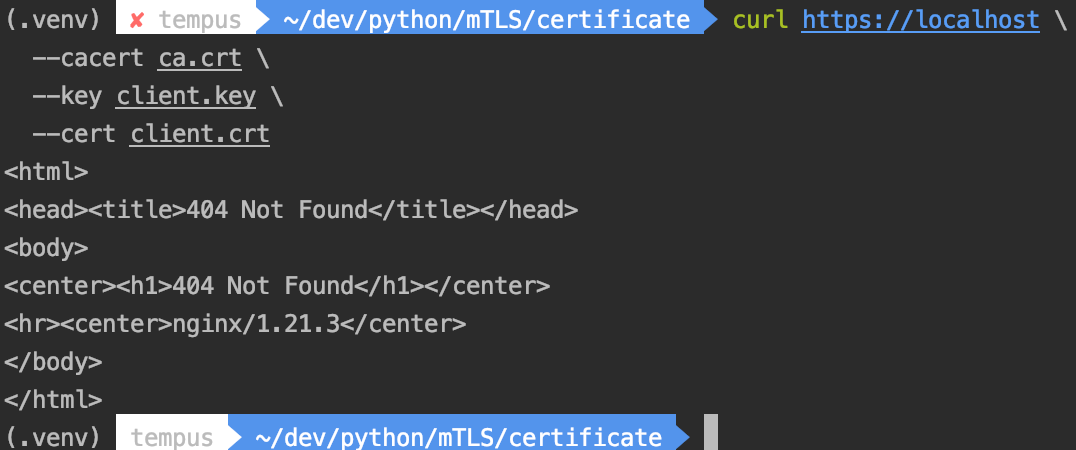 (.venv) ✘ tempus ~/dev/python/mTLS/certificate curl https://localhost \
--cacert ca.crt \
--key client.key \
--cert client.crt
<html>
<head><title>404 Not Found</title></head>
<body>
<center><h1>404 Not Found</h1></center>
<hr><center>nginx/1.21.3</center>
</body>
</html>
(.venv) tempus ~/dev/python/mTLS/certificate